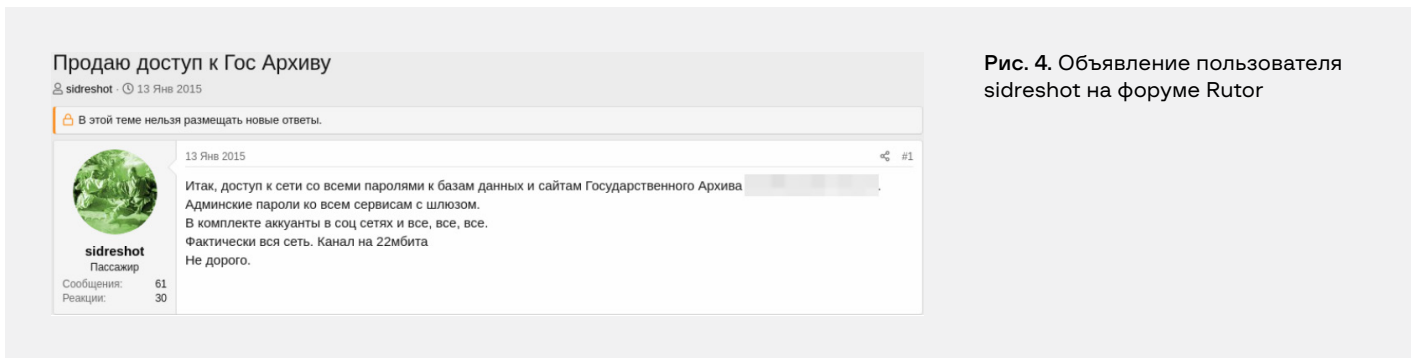 Продаю доступ к Гос Архиву
sidreshot · 13 Янв 2015
В этой теме нельзя размещать новые ответы.
13 Янв 2015
#1
Итак, доступ к сети со всеми паролями к базам данных и сайтам Государственного Архива .
Админские пароли ко всем сервисам с шлюзом.
В комплекте аккуанты в соц сетях и все, все, все.
Фактически вся сеть. Канал на 22мбита
Не дорого.
sidreshot
Пассажир
Сообщения: 61
Реакции: 30
Рис. 4. Объявление пользователя
sidreshot на форуме Rutor